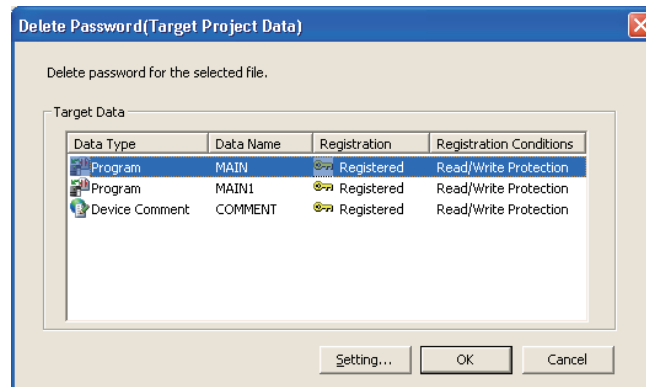 Delete Password(Target Project Data)
Delete password for the selected file.
Target Data
Data Type Data Name Registration Registration Conditions
Program MAIN Registered Read/Write Protection
Program MAIN1 Registered Read/Write Protection
Device Comment COMMENT Registered Read/Write Protection
Setting... OK Cancel